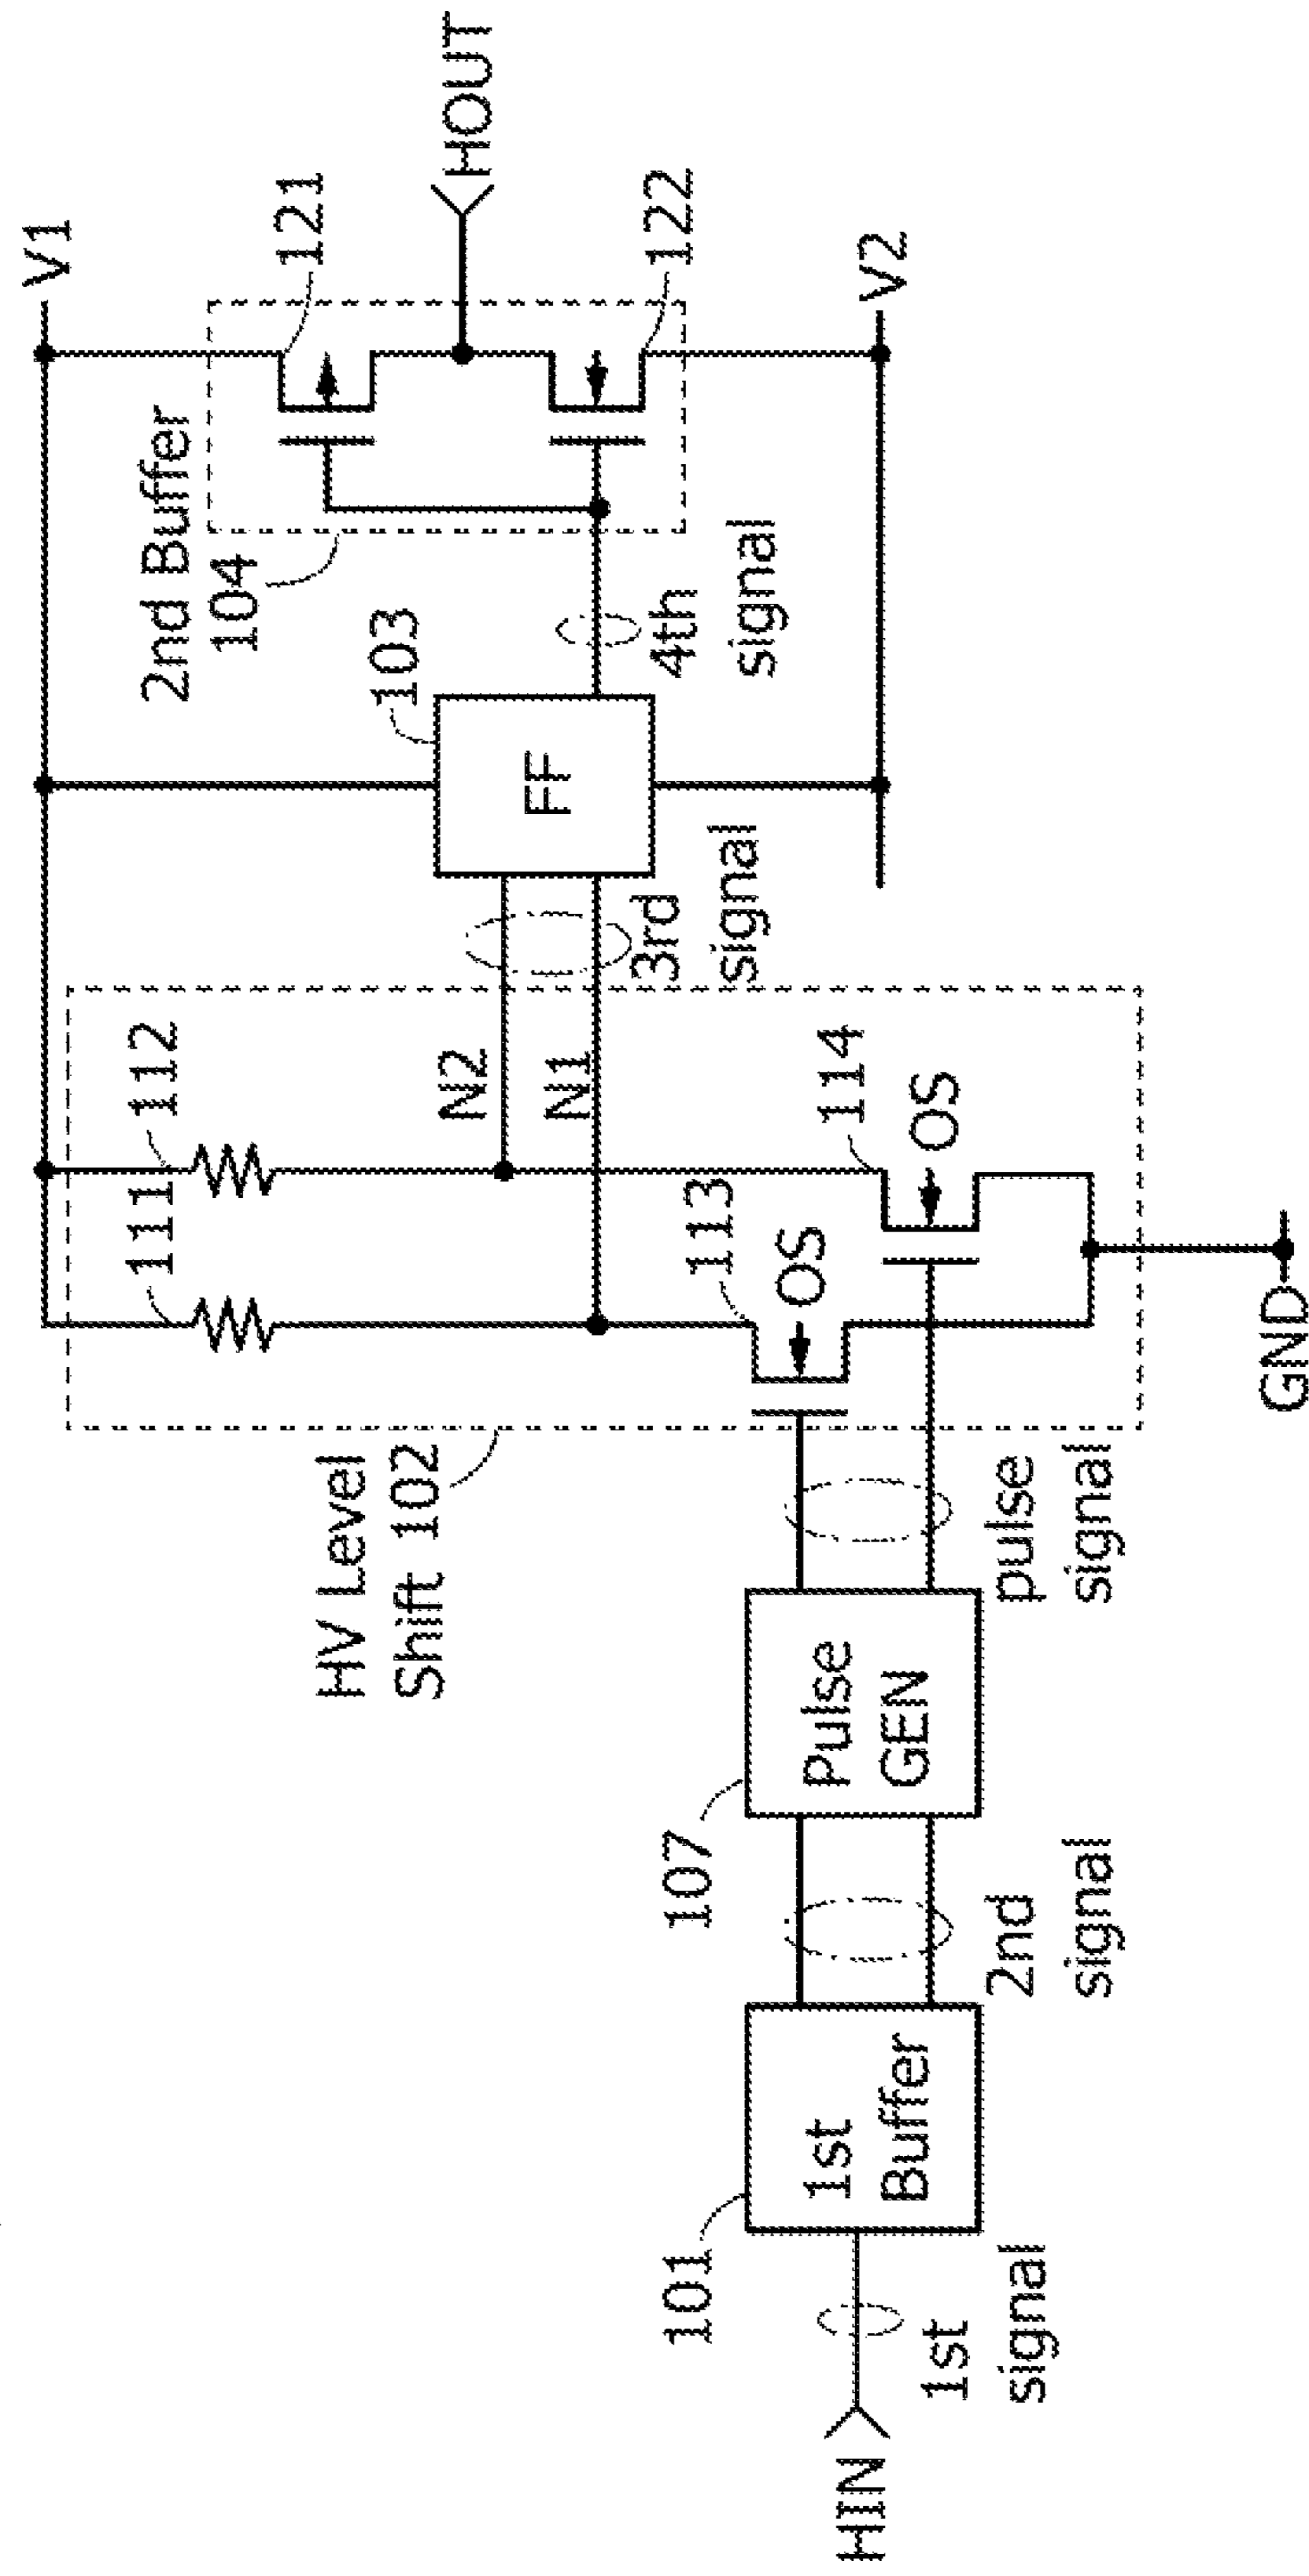 V1
2nd Buffer
104
121
HOUT
122
V2
103
FF
4th
signal
3rd
signal
HV Level
Shift 102
111
112
N2
N1
113
OS
114
OS
GND
pulse
signal
107
Pulse
GEN
2nd
signal
101
1st
Buffer
1st
signal
HIN